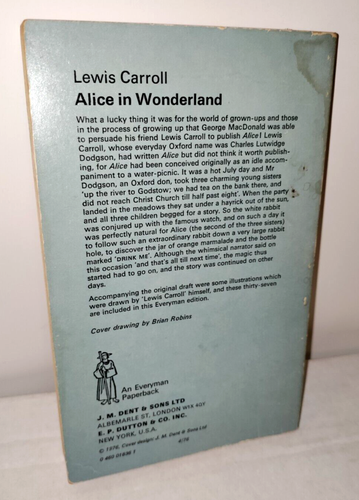 Lewis Carroll
Alice in Wonderland
What a lucky thing it was for the world of grown-ups and those
in the process of growing up that George MacDonald was able
to persuade his friend Lewis Carroll to publish Alice! Lewis
Carroll, whose everyday Oxford name was Charles Lutwidge
Dodgson, had written Alice but did not think it worth publish-
ing, for Alice had been conceived originally as an idle accom-
paniment to a water-picnic. It was a hot July day and Mr
Dodgson, an Oxford don, took three charming young sisters
'up the river to Godstow; we had tea on the bank there, and
did not reach Christ Church till half past eight'. When the party
landed in the meadows they sat under a hayrick out of the sun,
and all three children begged for a story. So the white rabbit
was conjured up with the famous watch, and on such a day it
was perfectly natural for Alice (the second of the three sisters)
to follow such an extraordinary rabbit down a very large rabbit
hole, to discover the jar of orange marmalade and the bottle
marked 'DRINK ME'. Although the whimsical narrator said on
this occasion 'and that's all till next time', the magic thus
started had to go on, and the story was continued on other
days.
Accompanying the original draft were some illustrations which
were drawn by 'Lewis Carroll' himself, and these thirty-seven
are included in this Everyman edition.
Cover drawing by Brian Robins
An Everyman
Paperback
J. M. DENT & SONS LTD
ALBEMARLE ST, LONDON W1X 4QY
E. P. DUTTON & CO. INC.
NEW YORK, U.S.A.
Cover design: J. M. Dent & Sons Ltd